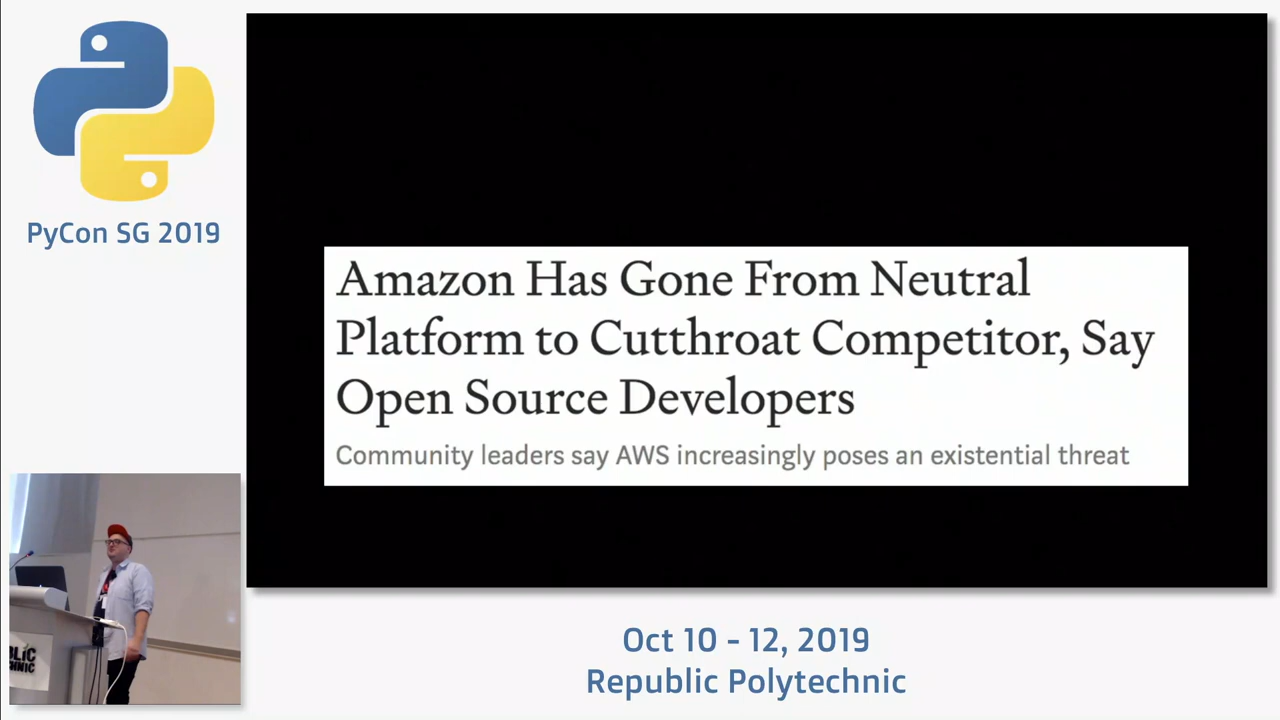 PyCon SG 2019
Amazon Has Gone From Neutral
Platform to Cutthroat Competitor, Say
Open Source Developers
Community leaders say AWS increasingly poses an existential threat
Oct 10 - 12, 2019
Republic Polytechnic